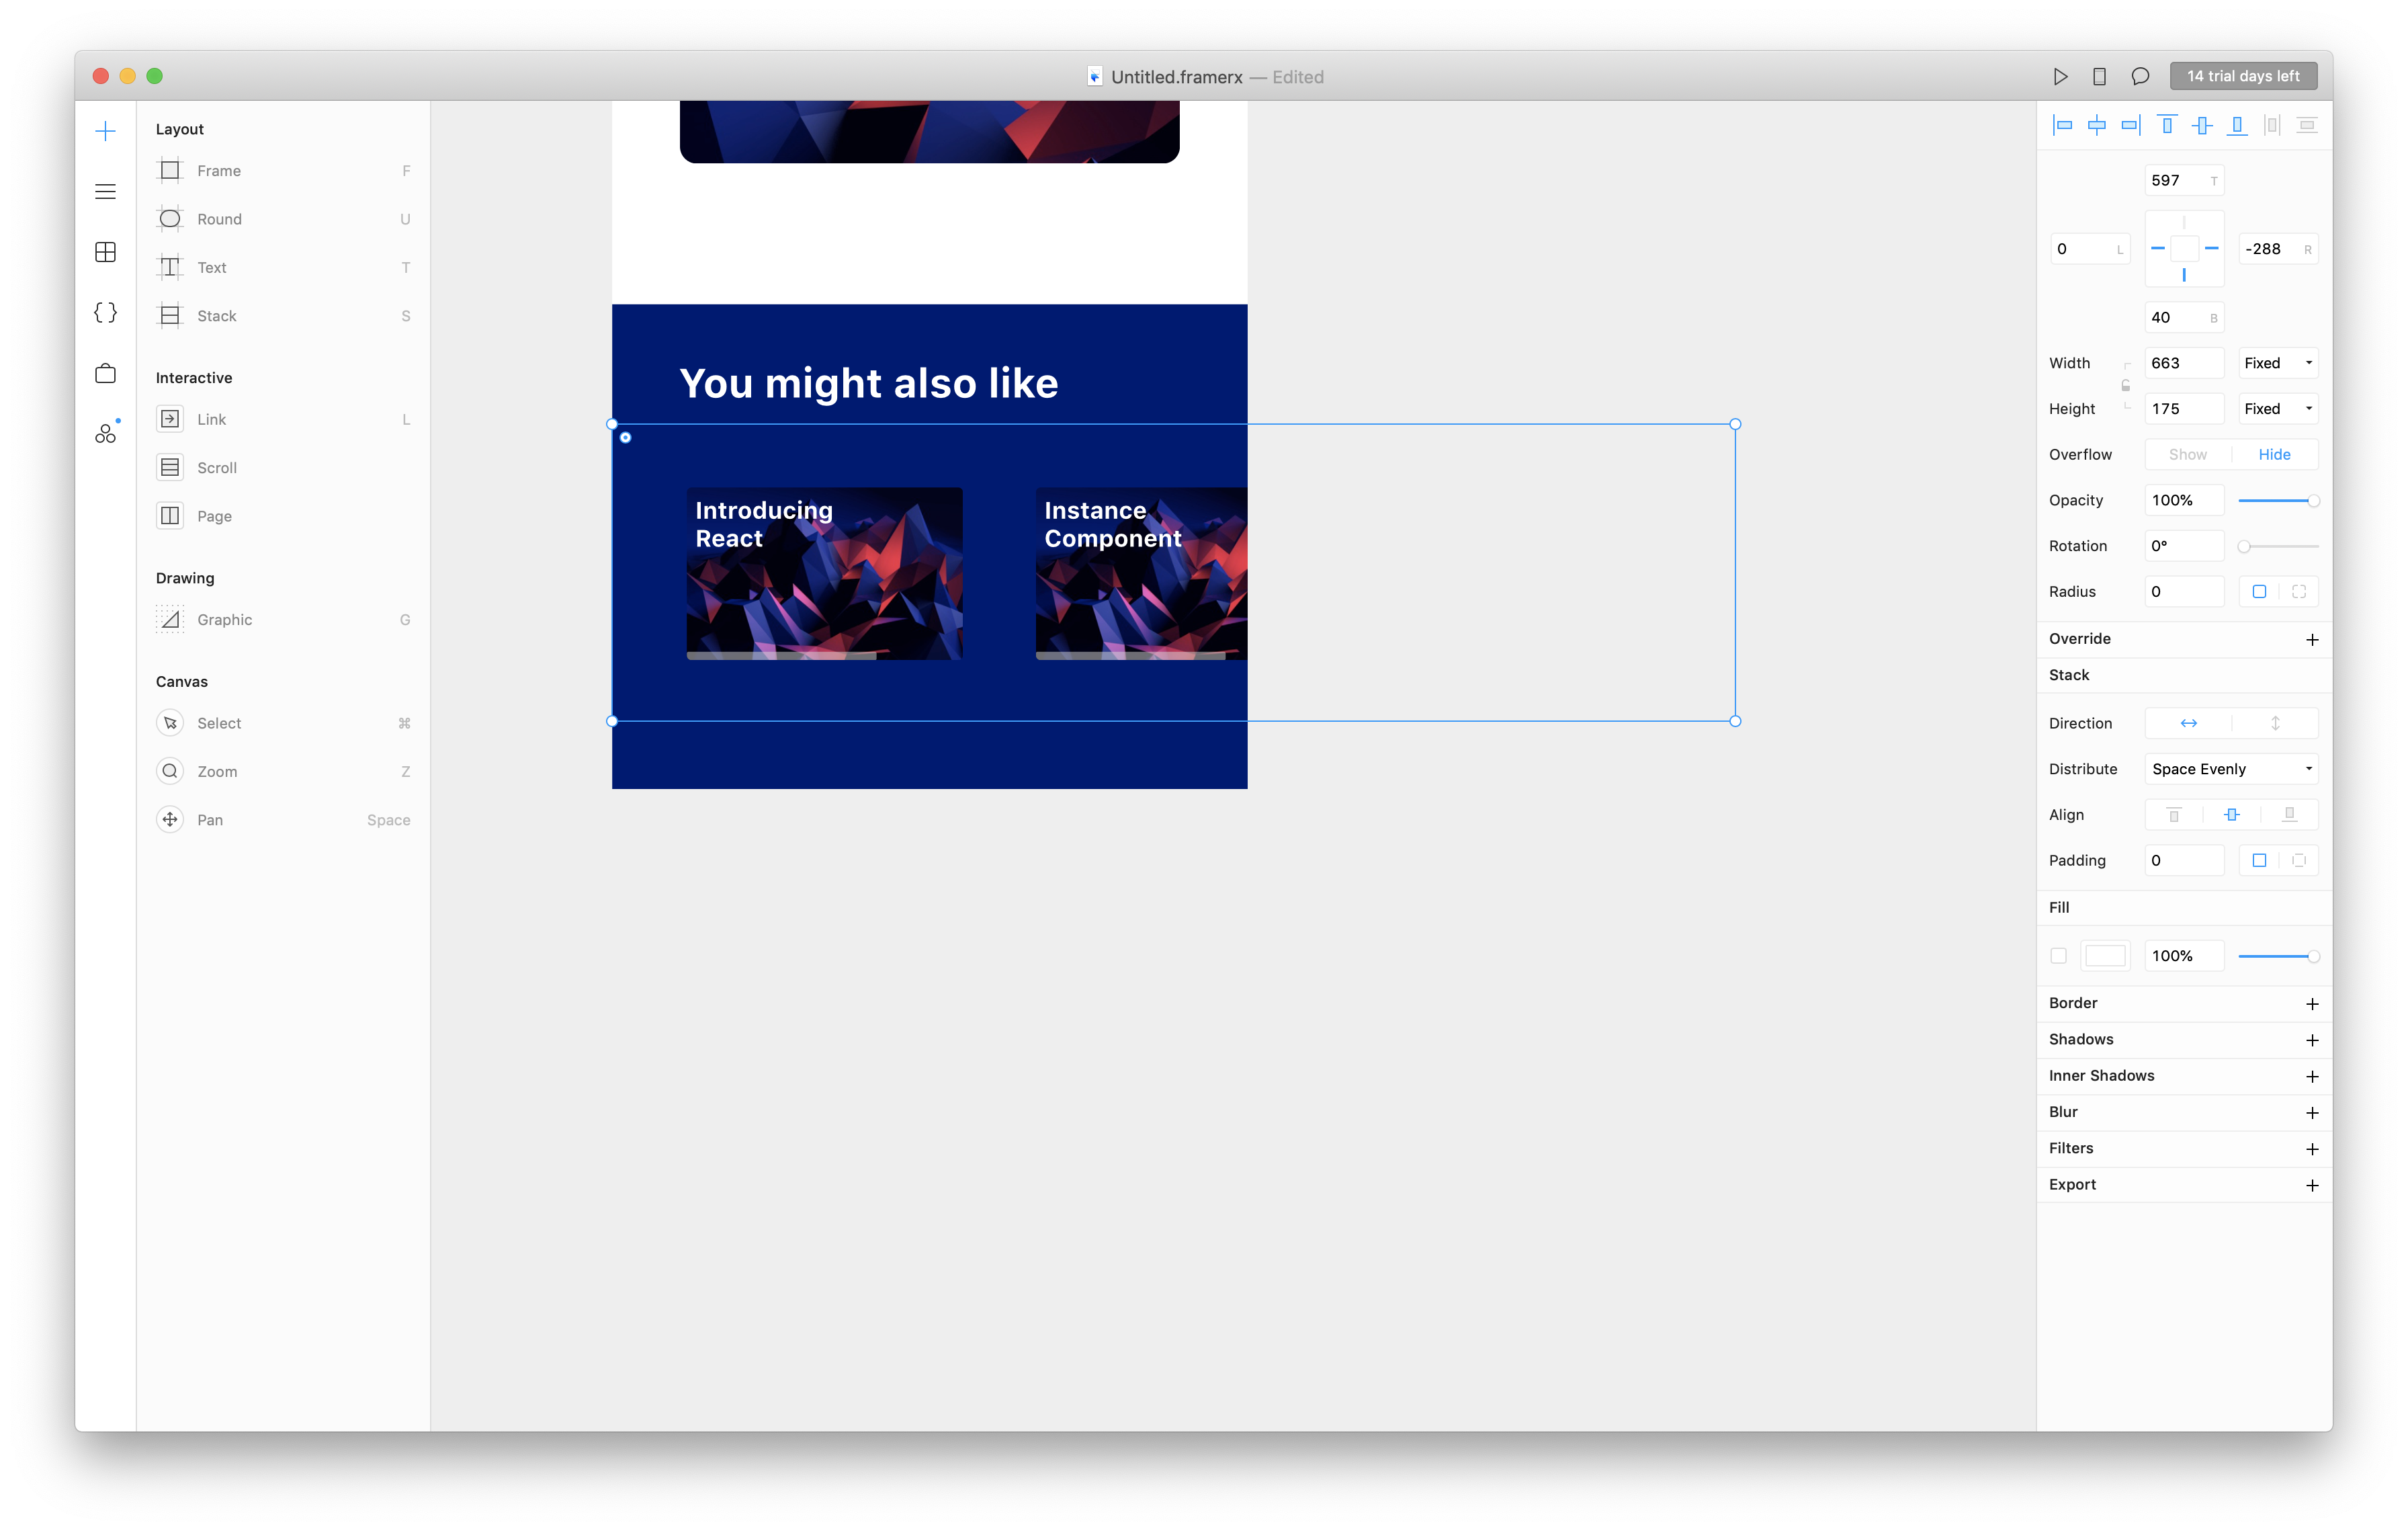 Untitled.framerx — Edited
14 trial days left
Layout
Frame F
Round U
Text T
Stack S
Interactive
Link L
Scroll
Page
Drawing
Graphic G
Canvas
Select ⌘
Zoom Z
Pan Space
You might also like
Introducing
React
Instance
Component
597 T
0 L
-288 R
40 B
Width 663 Fixed
Height 175 Fixed
Overflow Show Hide
Opacity 100%
Rotation 0°
Radius 0
Override
Stack
Direction
Distribute Space Evenly
Align
Padding 0
Fill
100%
Border
Shadows
Inner Shadows
Blur
Filters
Export